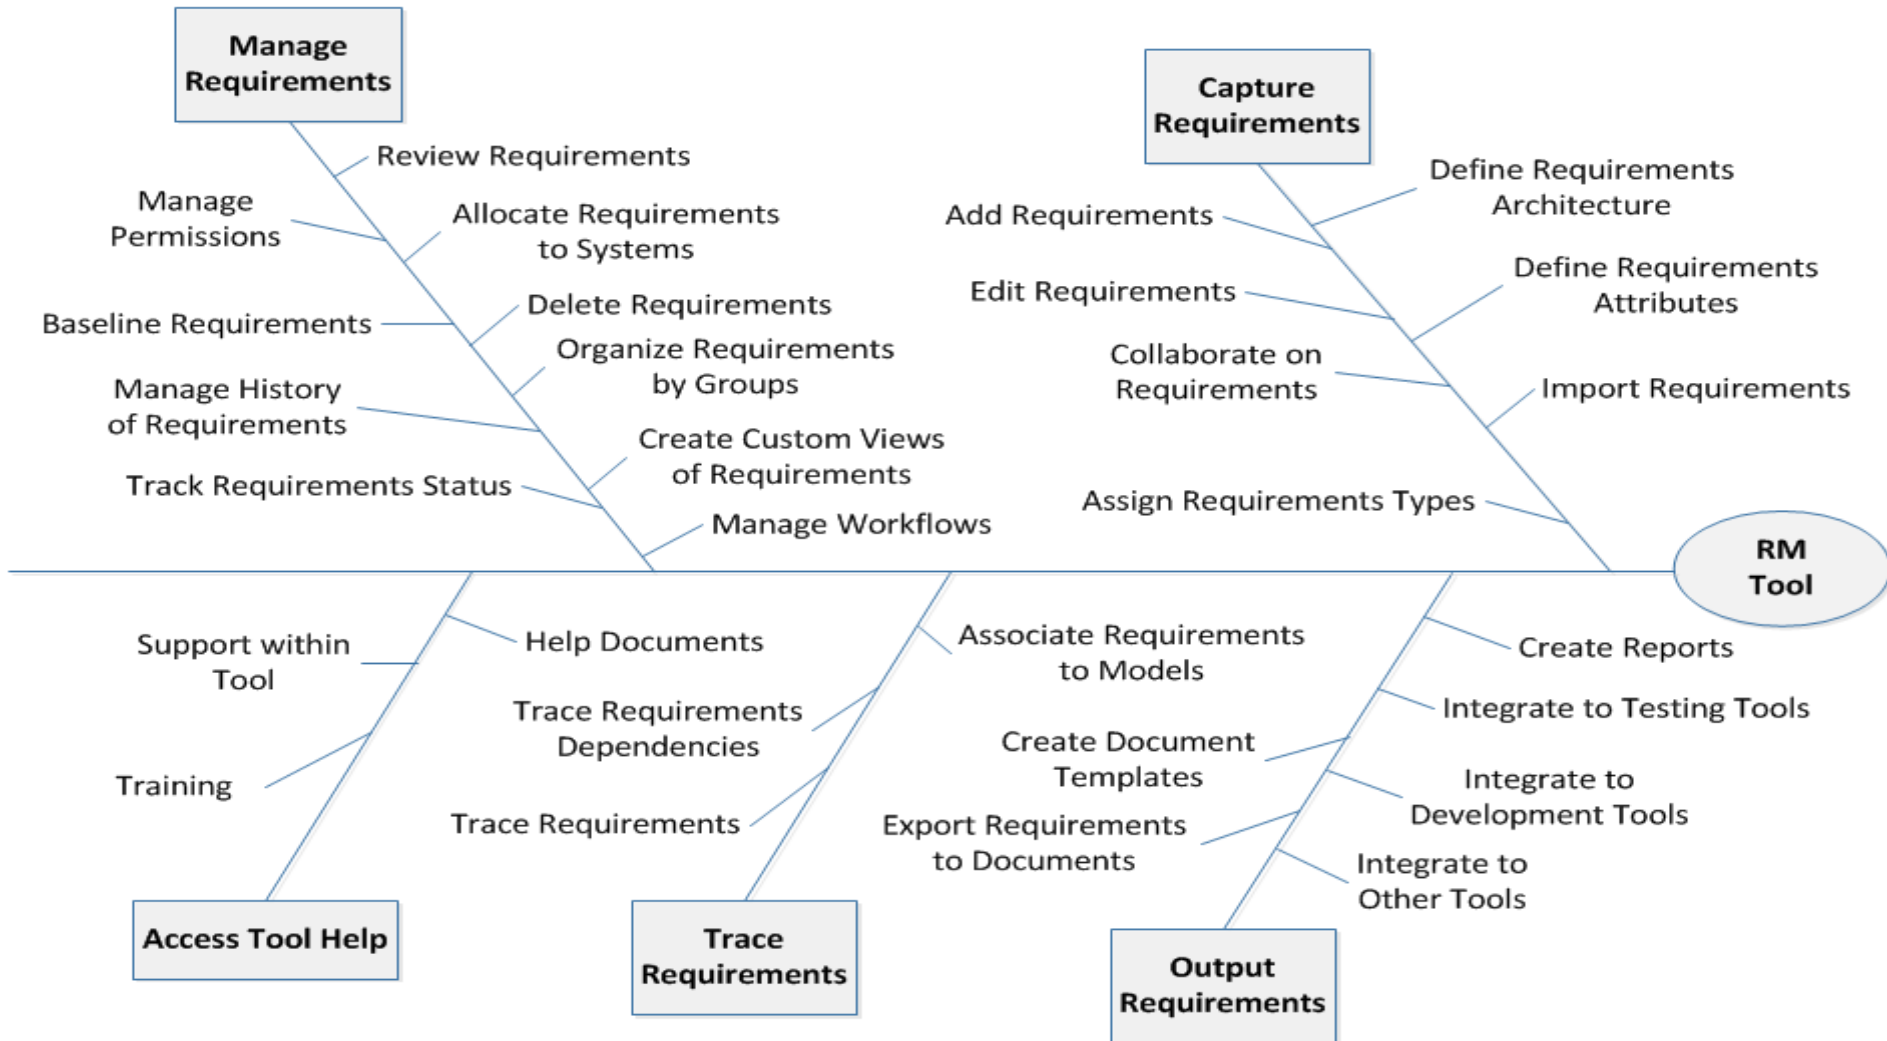 Manage
Requirements
Review Requirements
Manage
Permissions
Allocate Requirements
to Systems
Baseline Requirements
Delete Requirements
Organize Requirements
by Groups
Manage History
of Requirements
Create Custom Views
of Requirements
Track Requirements Status
Manage Workflows
Capture
Requirements
Define Requirements
Architecture
Add Requirements
Define Requirements
Attributes
Edit Requirements
Collaborate on
Requirements
Import Requirements
Assign Requirements Types
RM
Tool
Support within
Tool
Help Documents
Training
Access Tool Help
Associate Requirements
to Models
Trace Requirements
Dependencies
Trace Requirements
Trace
Requirements
Create Reports
Integrate to Testing Tools
Create Document
Templates
Integrate to
Development Tools
Export Requirements
to Documents
Integrate to
Other Tools
Output
Requirements